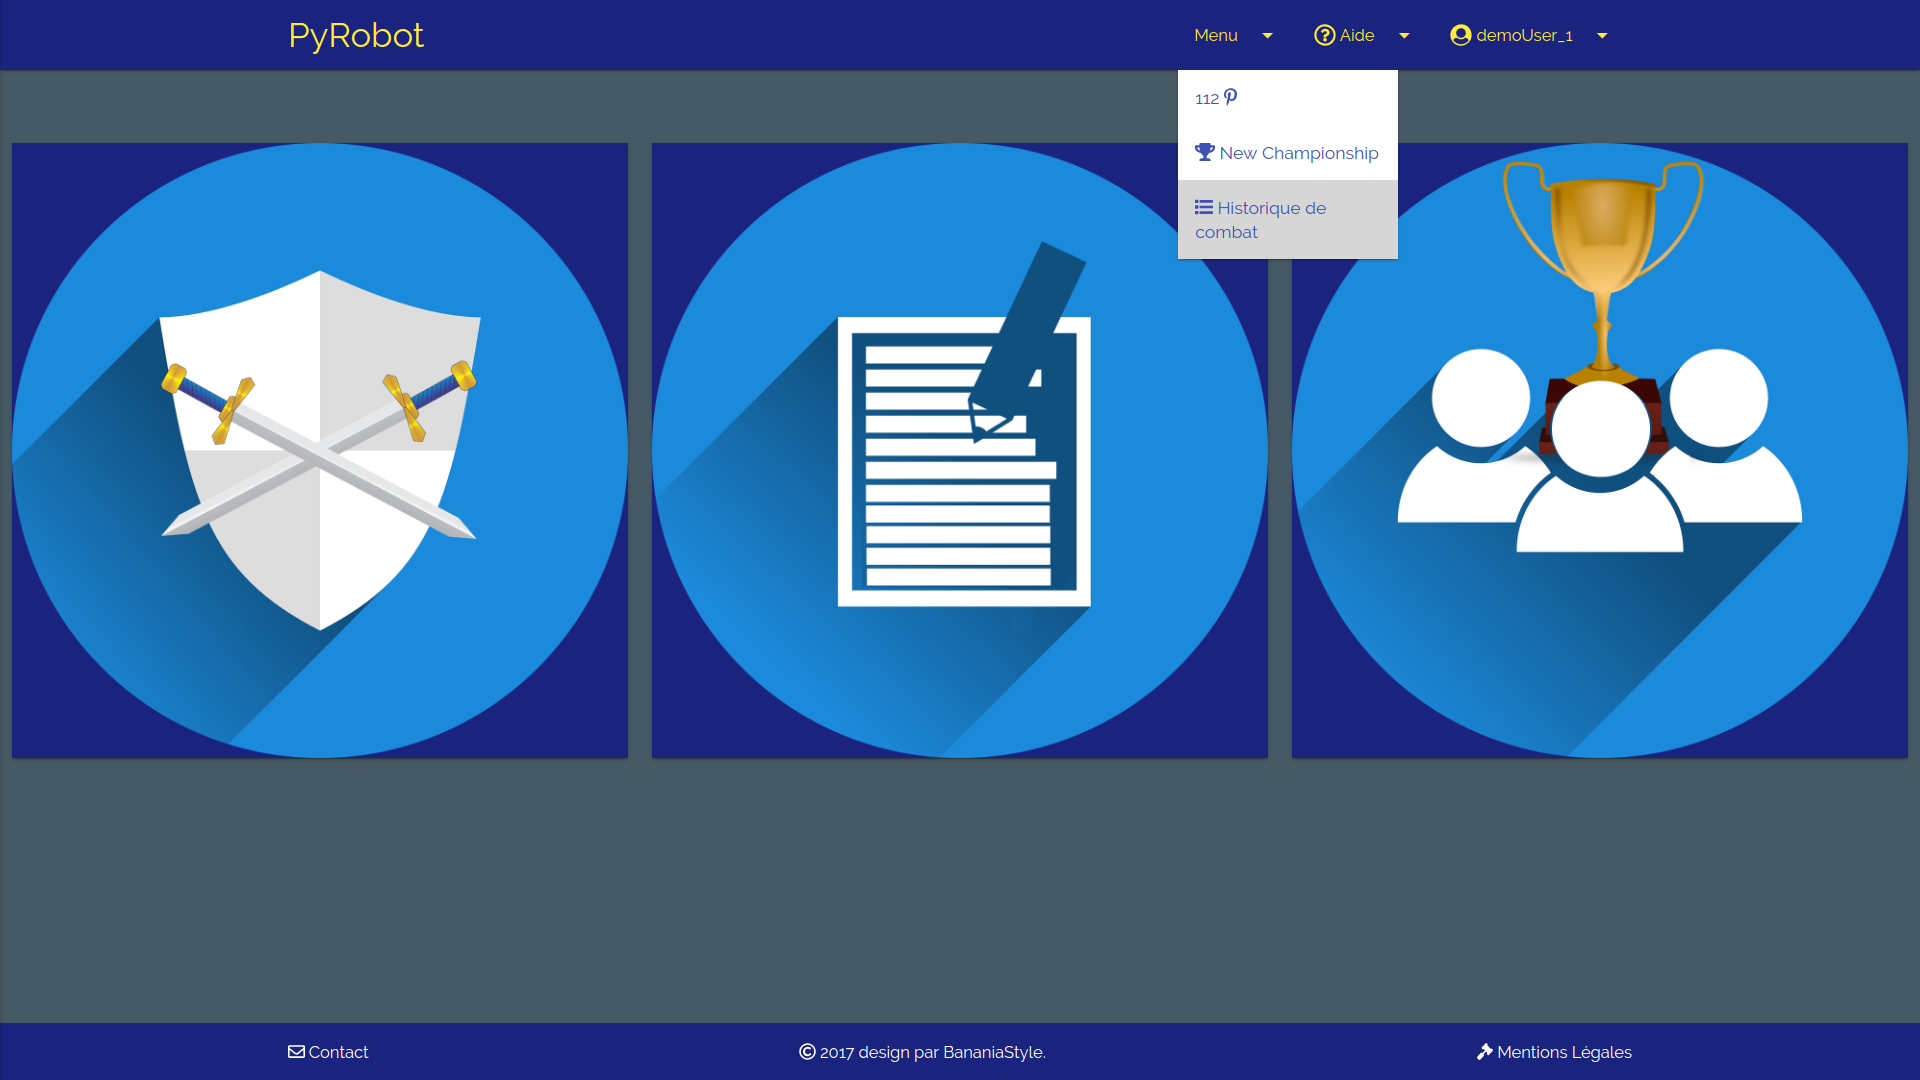 PyRobot
Menu
Aide
demoUser_1
112
New Championship
Historique de
combat
Contact
© 2017 design par BananiaStyle.
Mentions Légales